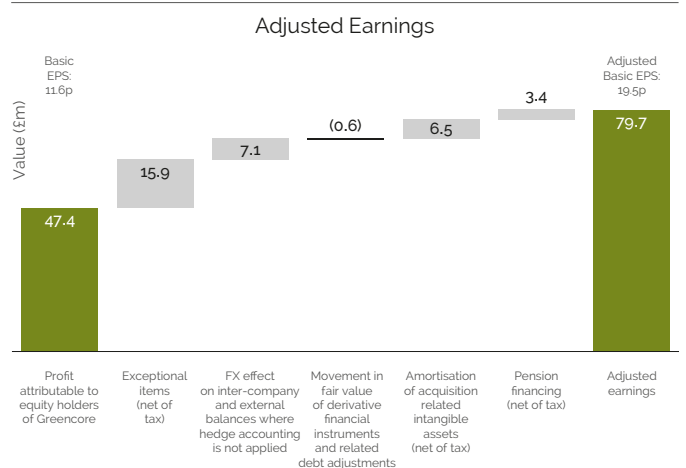 Adjusted Earnings
Basic
EPS:
11.6p
Adjusted
Basic EPS:
19.5p
Value (£m)
47.4
15.9
7.1
(0.6)
6.5
3.4
79.7
Profit
attributable to
equity holders
of Greencore
Exceptional
items
(net of
tax)
FX effect
on inter-company
and external
balances where
hedge accounting
is not applied
Movement in
fair value
of derivative
financial
instruments
and related
debt adjustments
Amortisation
of acquisition
related
intangible
assets
(net of tax)
Pension
financing
(net of tax)
Adjusted
earnings